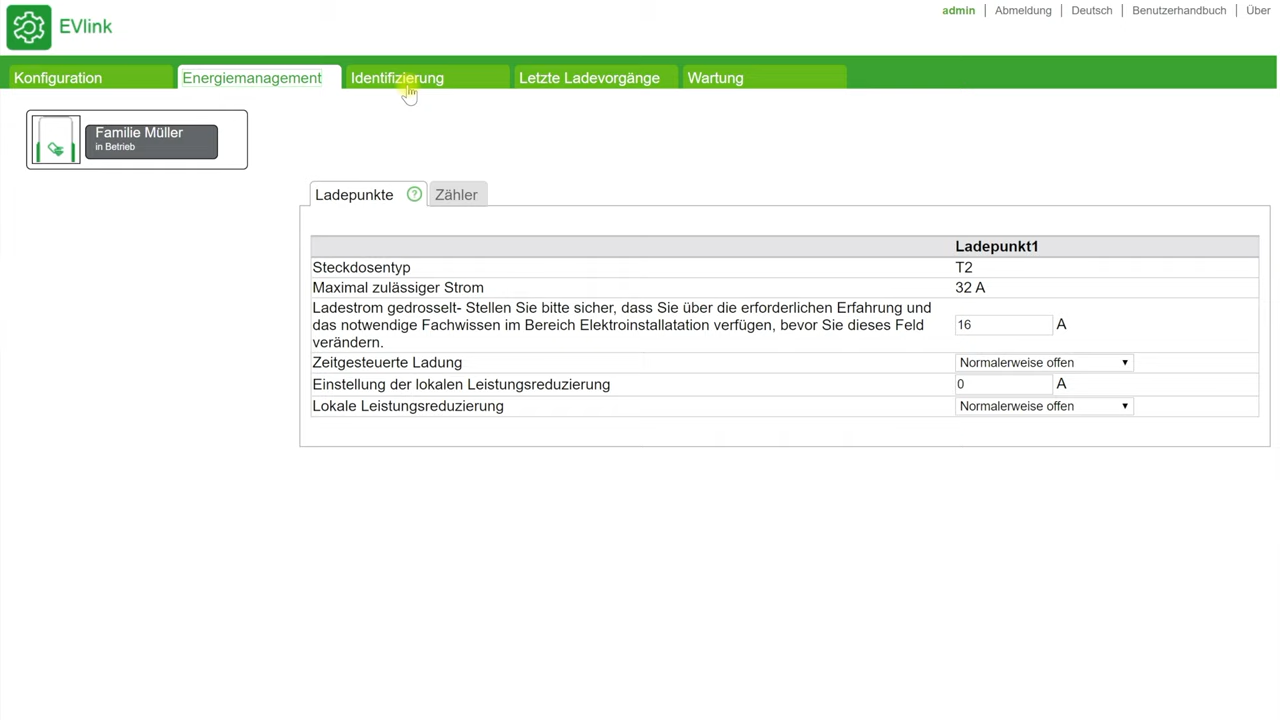 EVlink
admin | Abmeldung | Deutsch | Benutzerhandbuch | Über
Konfiguration Energiemanagement Identifizierung Letzte Ladevorgänge Wartung
Familie Müller
in Betrieb
Ladepunkte ? Zähler
Ladepunkt1
Steckdosentyp T2
Maximal zulässiger Strom 32 A
Ladestrom gedrosselt- Stellen Sie bitte sicher, dass Sie über die erforderlichen Erfahrung und
das notwendige Fachwissen im Bereich Elektroinstallatation verfügen, bevor Sie dieses Feld 16 A
verändern.
Zeitgesteuerte Ladung Normalerweise offen
Einstellung der lokalen Leistungsreduzierung 0 A
Lokale Leistungsreduzierung Normalerweise offen